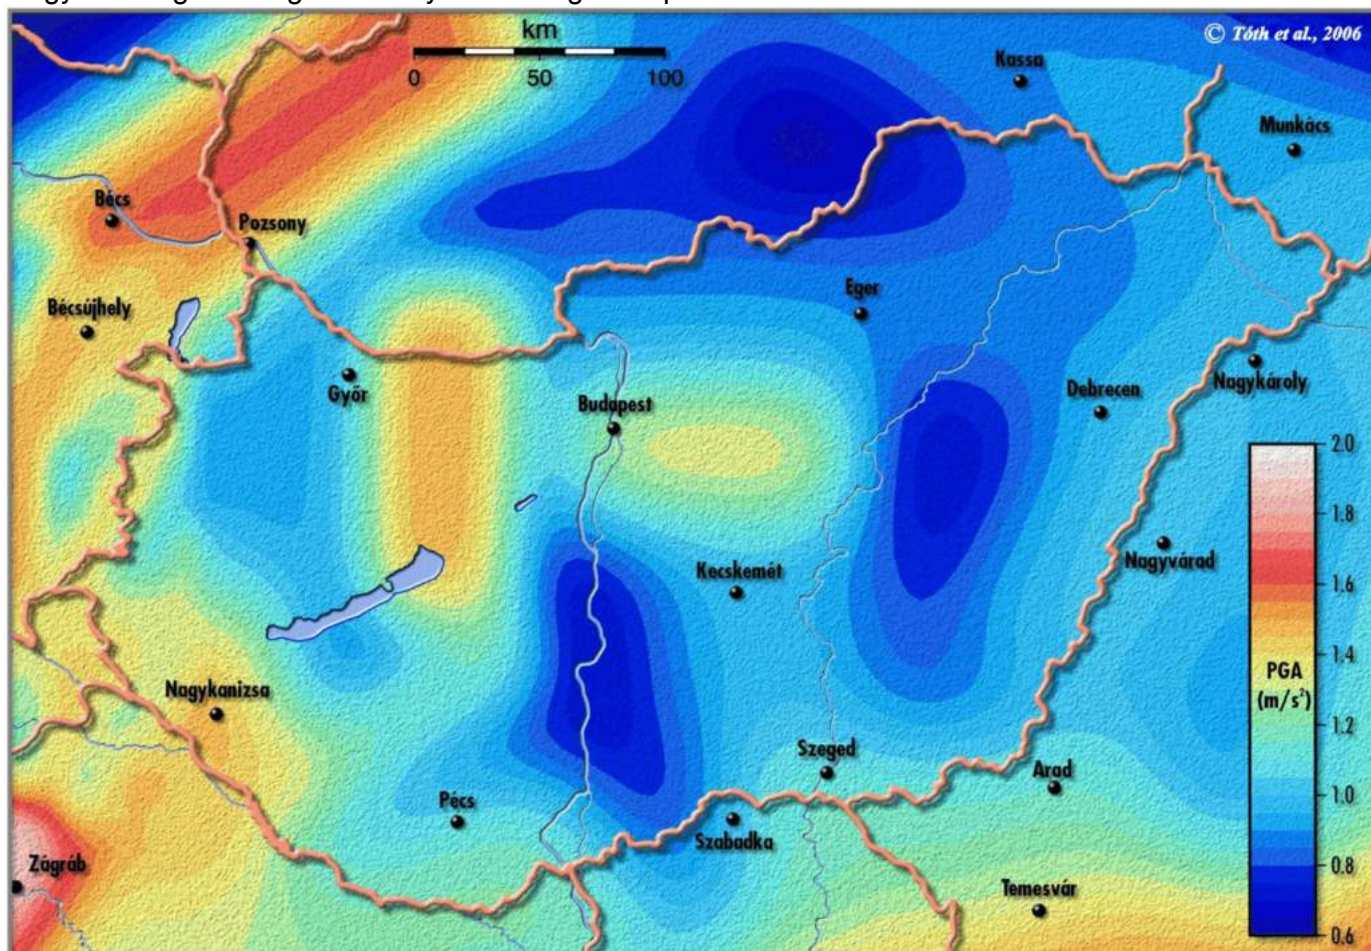 km
0 50 100
© Tóth et al., 2006
Kassa
Munkács
Bécs
Pozsony
Bécsújhely
Eger
Győr
Budapest
Debrecen
Nagykároly
2.0
1.8
Nagyvárad
Kecskemét
1.6
1.4
PGA
(m/s²)
Nagykanizsa
1.2
Szeged
Arad
1.0
Pécs
Szabadka
Zágráb
0.8
Temesvár
0.6